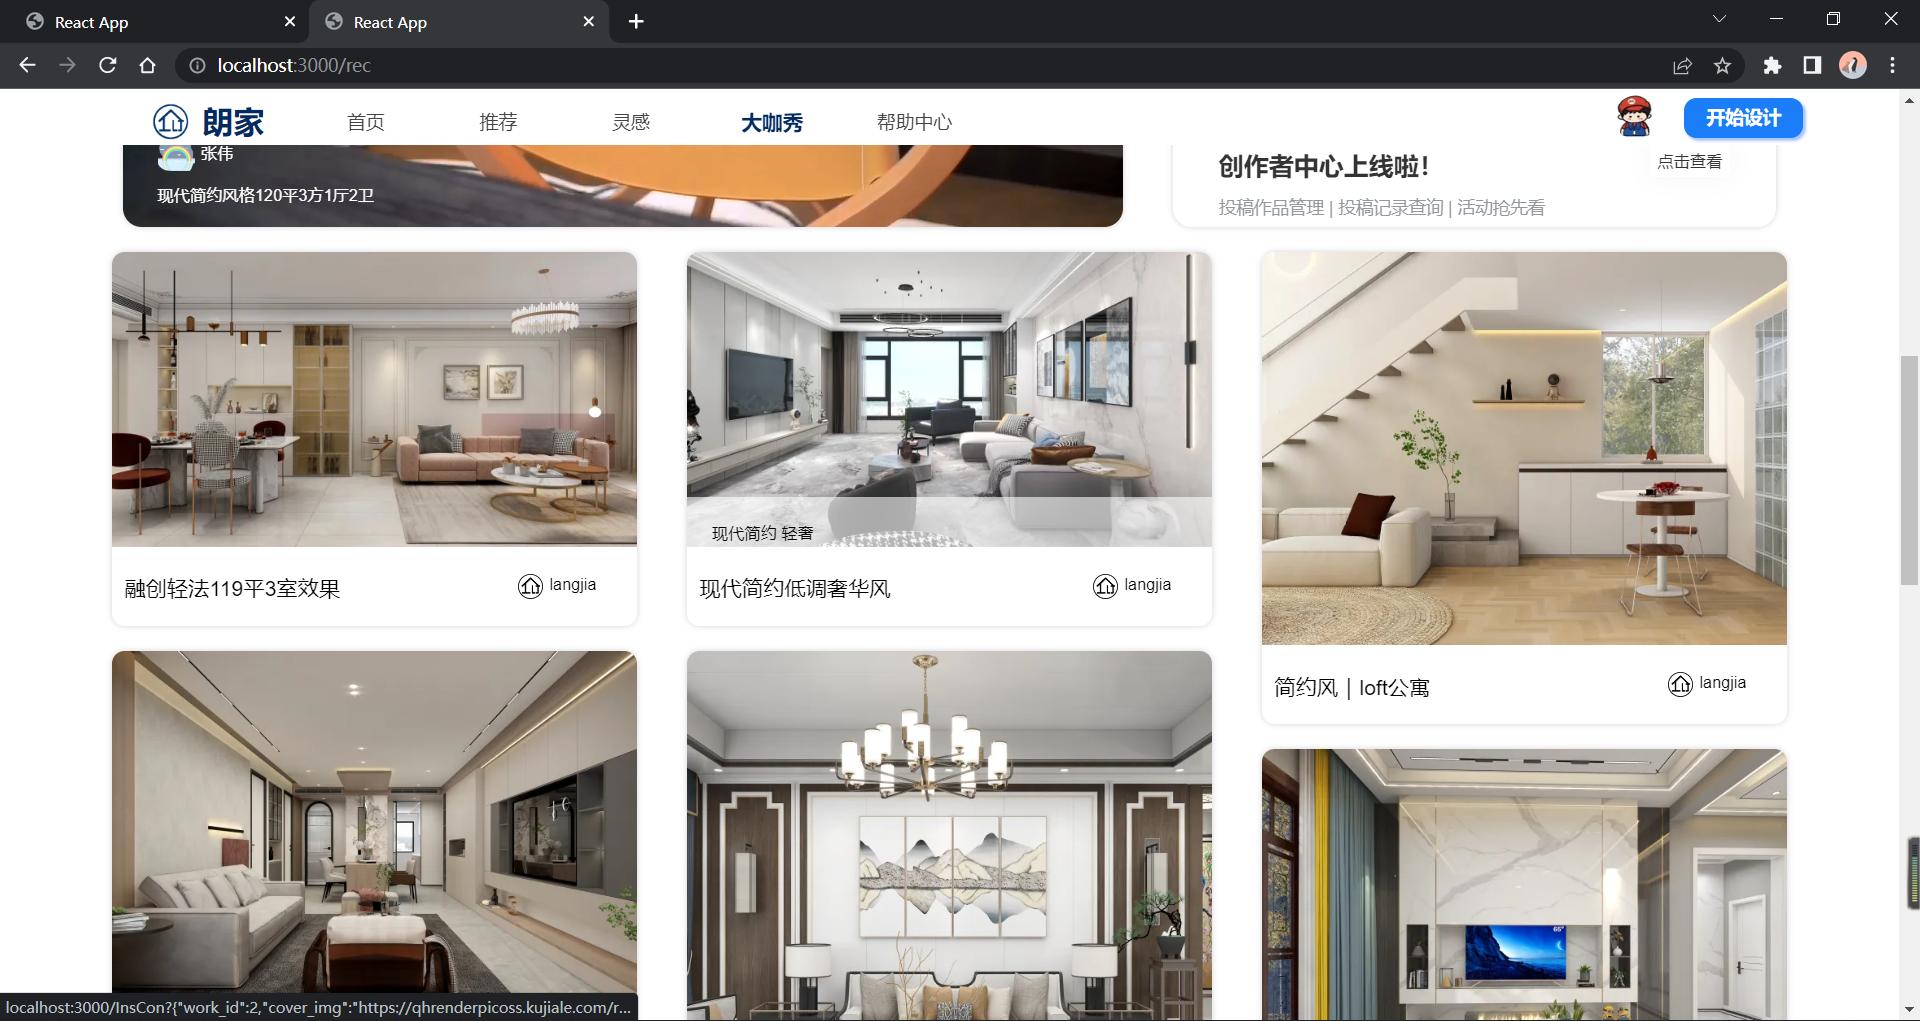 React App
React App
localhost:3000/rec
朗家
首页
推荐
灵感
大咖秀
帮助中心
开始设计
张伟
现代简约风格120平3方1厅2卫
创作者中心上线啦!
点击查看
投稿作品管理 | 投稿记录查询 | 活动抢先看
现代简约 轻奢
融创轻法119平3室效果
langjia
现代简约低调奢华风
langjia
简约风 | loft公寓
langjia
65"
localhost:3000/InsCon?{"work_id":2,"cover_img":"https://qhrenderpicoss.kujiale.com/r...